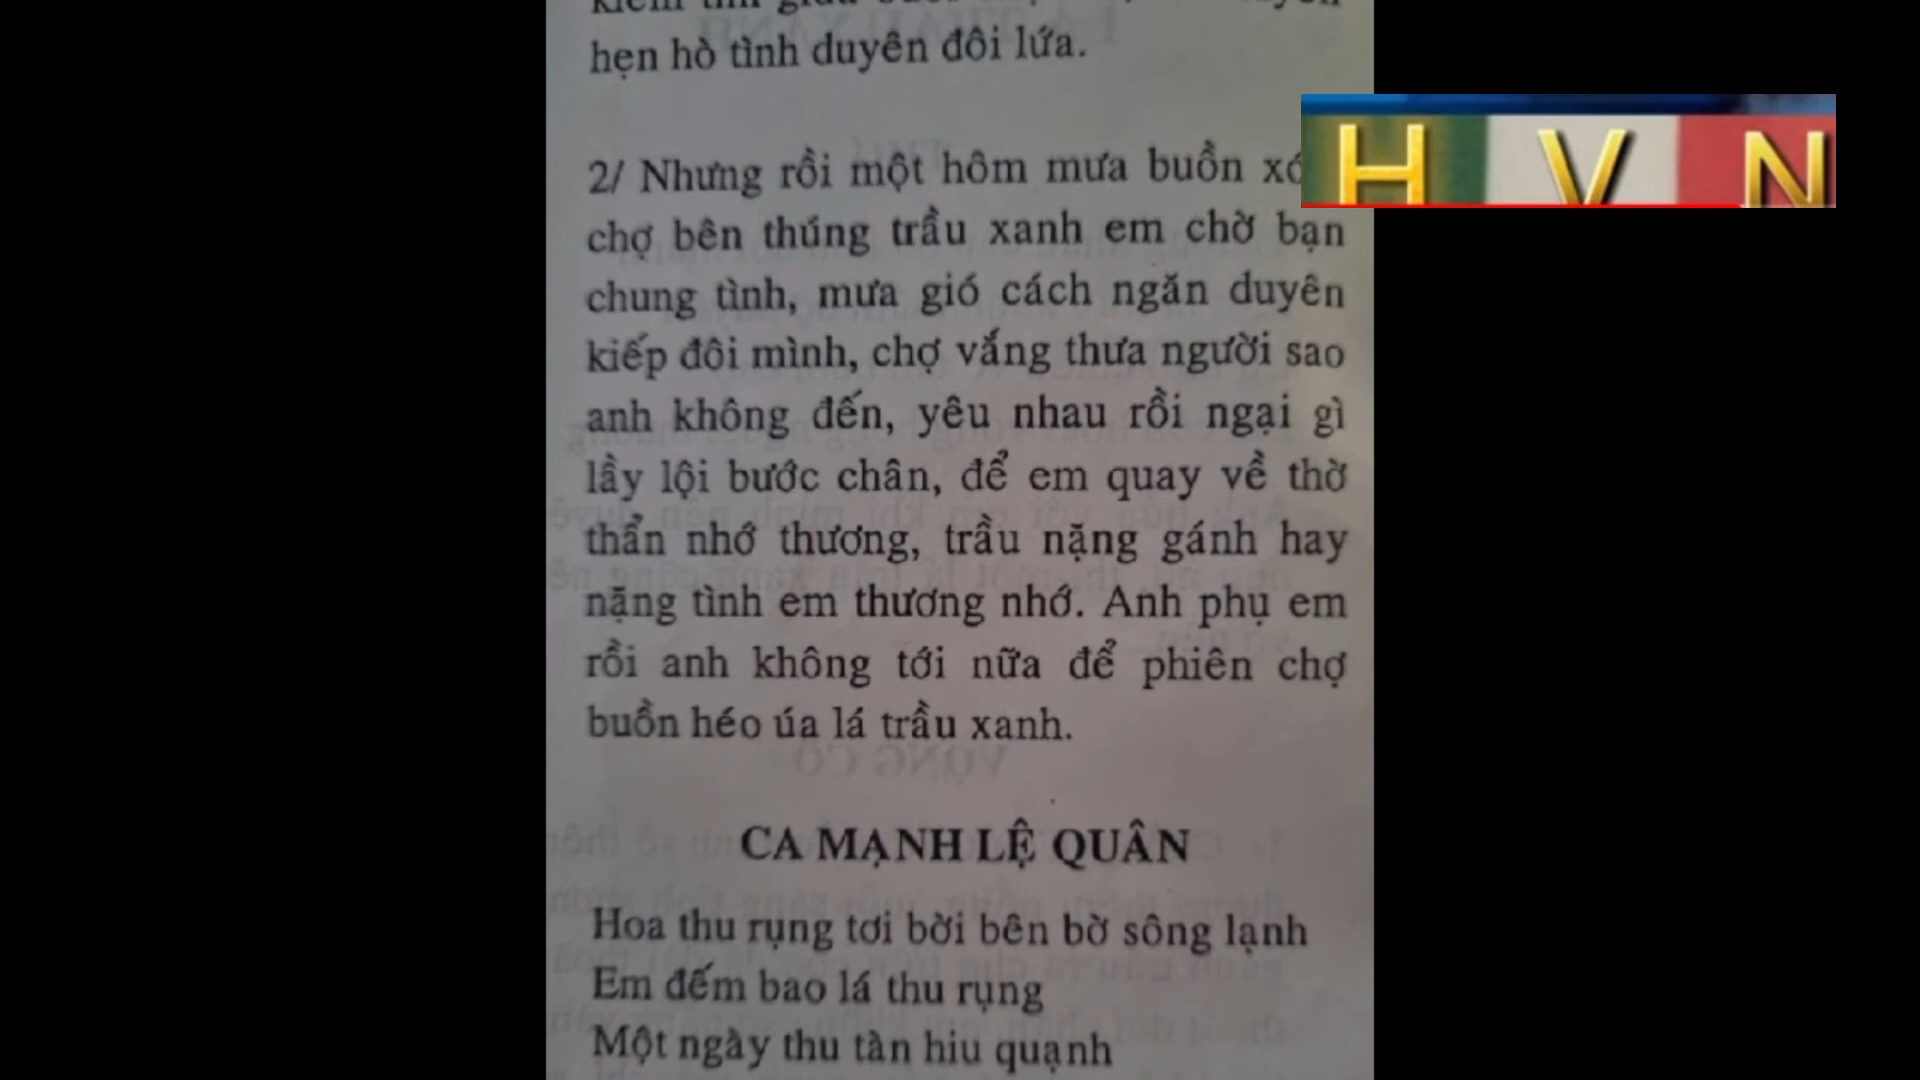 hẹn hò tình duyên đôi lứa.
2/ Nhưng rồi một hôm mưa buồn
chợ bên thúng trầu xanh em chờ bạn
chung tình, mưa gió cách ngăn duyên
kiếp đôi mình, chợ vắng thưa người sao
anh không đến, yêu nhau rồi ngại gì
lầy lội bước chân, để em quay về thờ
thẩn nhớ thương, trầu nặng gánh hay
nặng tình em thương nhớ. Anh phụ em
rồi anh không tới nữa để phiên chợ
buồn héo úa lá trầu xanh.
CA MẠNH LỆ QUÂN
Hoa thu rụng tơi bời bên bờ sông lạnh
Em đếm bao lá thu rụng
Một ngày thu tàn hiu quạnh
H V N